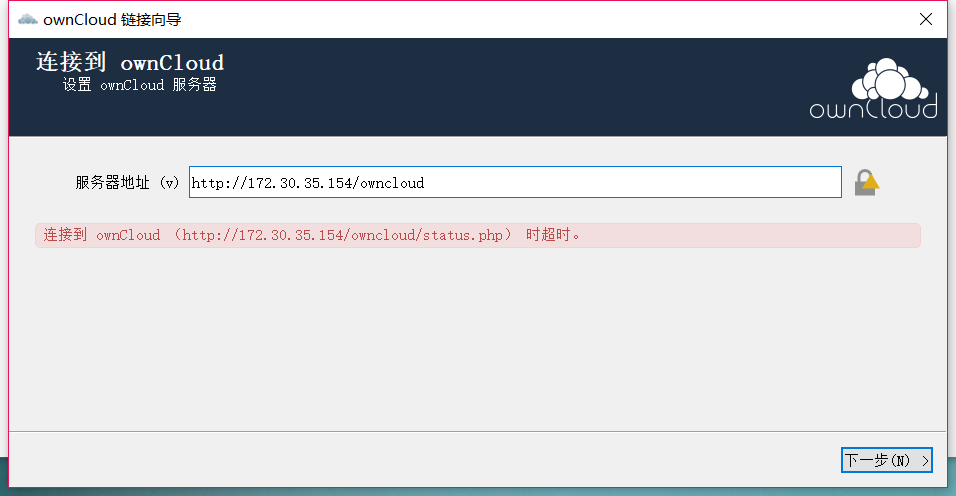 ownCloud 链接向导
连接到 ownCloud
设置 ownCloud 服务器
ownCloud
服务器地址 (v) http://172.30.35.154/owncloud
连接到 ownCloud （http://172.30.35.154/owncloud/status.php） 时超时。
下一步(N) >